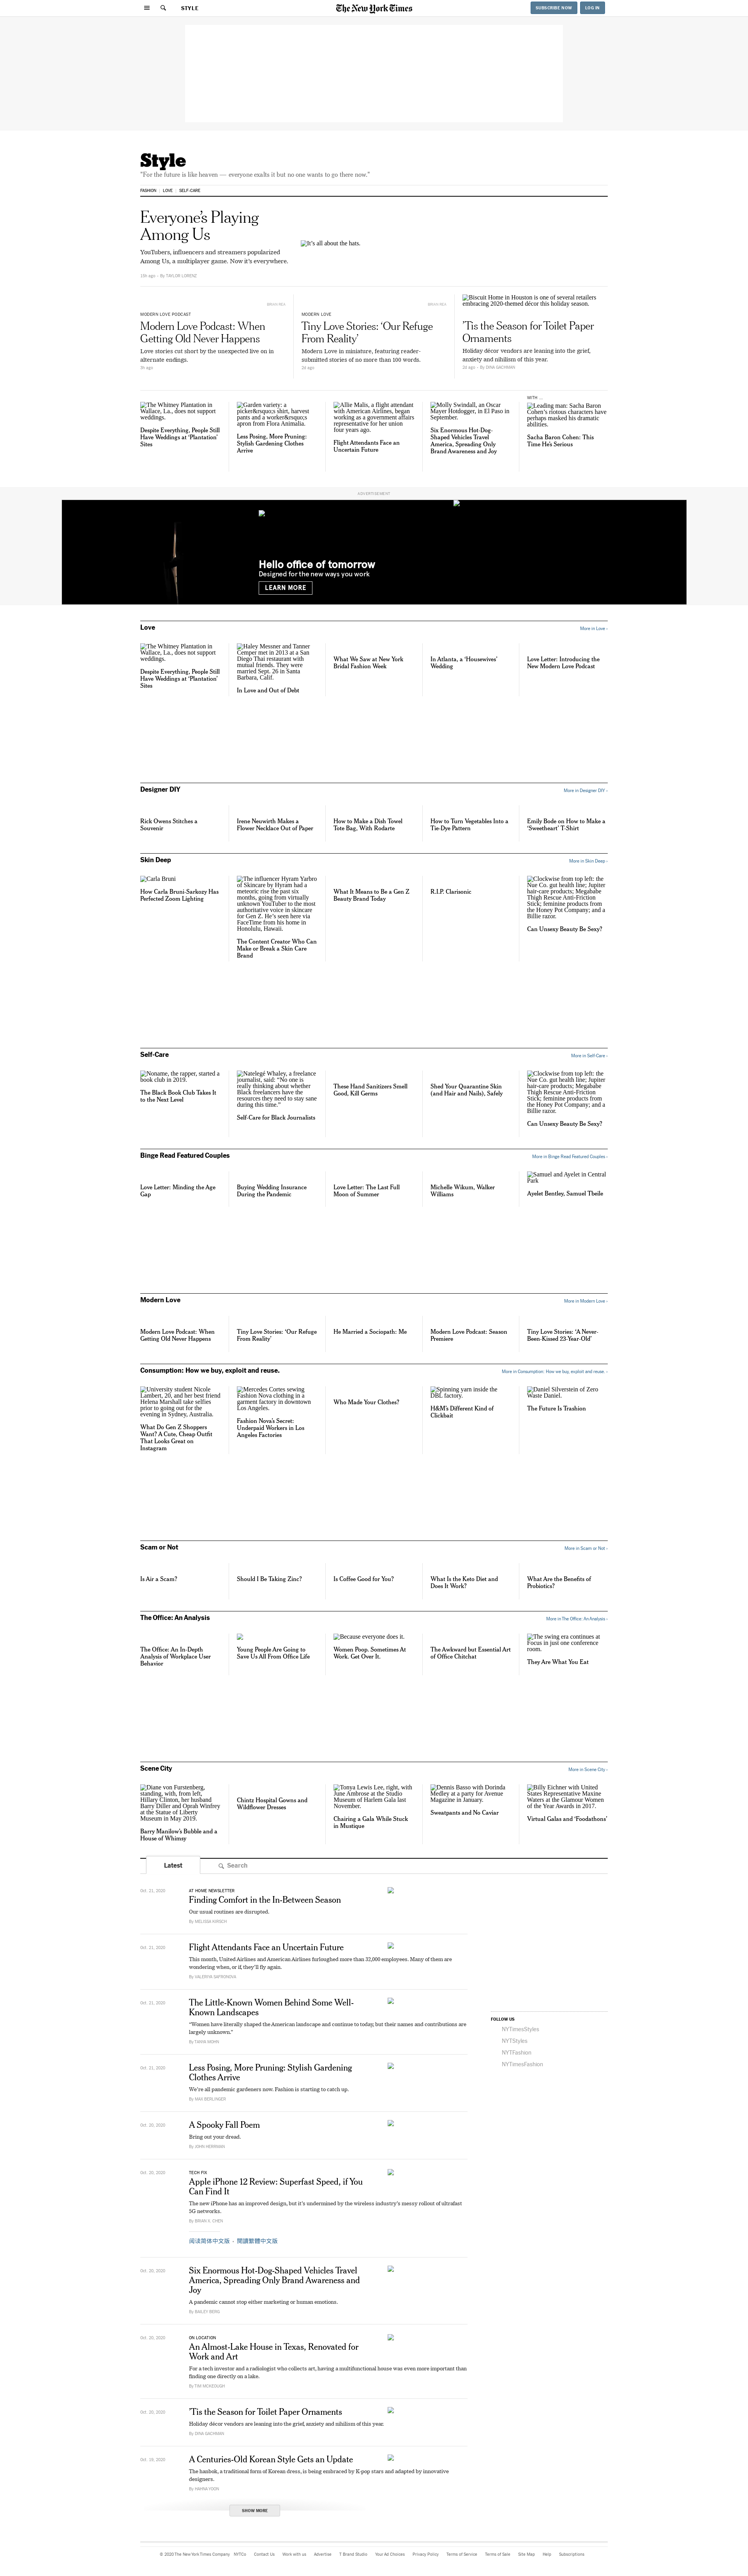 STYLE
The New York Times
SUBSCRIBE NOW
LOG IN
Style
"For the future is like heaven — everyone exalts it but no one wants to go there now."
FASHION
LOVE
SELF-CARE
Everyone's Playing
Among Us
YouTubers, influencers and streamers popularized
Among Us, a multiplayer game. Now it's everywhere.
15h ago · By TAYLOR LORENZ
It's all about the hats.
BRIAN REA
MODERN LOVE PODCAST
Modern Love Podcast: When
Getting Old Never Happens
Love stories cut short by the unexpected live on in
alternate endings.
3h ago
BRIAN REA
MODERN LOVE
Tiny Love Stories: 'Our Refuge
From Reality'
Modern Love in miniature, featuring reader-
submitted stories of no more than 100 words.
2d ago
Biscuit Home in Houston is one of several retailers
embracing 2020-themed décor this holiday season.
'Tis the Season for Toilet Paper
Ornaments
Holiday décor vendors are leaning into the grief,
anxiety and nihilism of this year.
2d ago · By DINA GACHMAN
The Whitney Plantation in
Wallace, La., does not support
weddings.
Despite Everything, People Still
Have Weddings at 'Plantation'
Sites
Garden variety: a
picker&rsquo;s shirt, harvest
pants and a worker&rsquo;s
apron from Floria Animalia.
Less Posing, More Pruning:
Stylish Gardening Clothes
Arrive
Allie Malis, a flight attendant
with American Airlines, began
working as a government affairs
representative for her union
four years ago.
Flight Attendants Face an
Uncertain Future
Molly Swindall, an Oscar
Mayer Hotdogger, in El Paso in
September.
Six Enormous Hot-Dog-
Shaped Vehicles Travel
America, Spreading Only
Brand Awareness and Joy
WITH ...
Leading man: Sacha Baron
Cohen's riotous characters have
perhaps masked his dramatic
abilities.
Sacha Baron Cohen: This
Time He's Serious
ADVERTISEMENT
Hello office of tomorrow
Designed for the new ways you work
LEARN MORE
Love
More in Love ›
The Whitney Plantation in
Wallace, La., does not support
weddings.
Despite Everything, People Still
Have Weddings at 'Plantation'
Sites
Haley Messner and Tanner
Cemper met in 2013 at a San
Diego Thai restaurant with
mutual friends. They were
married Sept. 26 in Santa
Barbara, Calif.
In Love and Out of Debt
What We Saw at New York
Bridal Fashion Week
In Atlanta, a 'Housewives'
Wedding
Love Letter: Introducing the
New Modern Love Podcast
Designer DIY
More in Designer DIY ›
Rick Owens Stitches a
Souvenir
Irene Neuwirth Makes a
Flower Necklace Out of Paper
How to Make a Dish Towel
Tote Bag, With Rodarte
How to Turn Vegetables Into a
Tie-Dye Pattern
Emily Bode on How to Make a
'Sweetheart' T-Shirt
Skin Deep
More in Skin Deep ›
Carla Bruni
How Carla Bruni-Sarkozy Has
Perfected Zoom Lighting
The influencer Hyram Yarbro
of Skincare by Hyram had a
meteoric rise the past six
months, going from virtually
unknown YouTuber to the most
authoritative voice in skincare
for Gen Z. He's seen here via
FaceTime from his home in
Honolulu, Hawaii.
The Content Creator Who Can
Make or Break a Skin Care
Brand
What It Means to Be a Gen Z
Beauty Brand Today
R.I.P. Clarisonic
Clockwise from top left: the
Nue Co. gut health line; Jupiter
hair-care products; Megababe
Thigh Rescue Anti-Friction
Stick; feminine products from
the Honey Pot Company; and a
Billie razor.
Can Unsexy Beauty Be Sexy?
Self-Care
More in Self-Care ›
Noname, the rapper, started a
book club in 2019.
The Black Book Club Takes It
to the Next Level
Natelegé Whaley, a freelance
journalist, said: "No one is
really thinking about whether
Black freelancers have the
resources they need to stay sane
during this time."
Self-Care for Black Journalists
These Hand Sanitizers Smell
Good, Kill Germs
Shed Your Quarantine Skin
(and Hair and Nails), Safely
Clockwise from top left: the
Nue Co. gut health line; Jupiter
hair-care products; Megababe
Thigh Rescue Anti-Friction
Stick; feminine products from
the Honey Pot Company; and a
Billie razor.
Can Unsexy Beauty Be Sexy?
Binge Read Featured Couples
More in Binge Read Featured Couples ›
Love Letter: Minding the Age
Gap
Buying Wedding Insurance
During the Pandemic
Love Letter: The Last Full
Moon of Summer
Michelle Wikum, Walker
Williams
Samuel and Ayelet in Central
Park
Ayelet Bentley, Samuel Tbeile
Modern Love
More in Modern Love ›
Modern Love Podcast: When
Getting Old Never Happens
Tiny Love Stories: 'Our Refuge
From Reality'
He Married a Sociopath: Me
Modern Love Podcast: Season
Premiere
Tiny Love Stories: 'A Never-
Been-Kissed 23-Year-Old'
Consumption: How we buy, exploit and reuse.
More in Consumption: How we buy, exploit and reuse. ›
University student Nicole
Lambert, 20, and her best friend
Helena Marshall take selfies
prior to going out for the
evening in Sydney, Australia.
What Do Gen Z Shoppers
Want? A Cute, Cheap Outfit
That Looks Great on
Instagram
Mercedes Cortes sewing
Fashion Nova clothing in a
garment factory in downtown
Los Angeles.
Fashion Nova's Secret:
Underpaid Workers in Los
Angeles Factories
Who Made Your Clothes?
Spinning yarn inside the
DBL factory.
H&M's Different Kind of
Clickbait
Daniel Silverstein of Zero
Waste Daniel.
The Future Is Trashion
Scam or Not
More in Scam or Not ›
Is Air a Scam?
Should I Be Taking Zinc?
Is Coffee Good for You?
What Is the Keto Diet and
Does It Work?
What Are the Benefits of
Probiotics?
The Office: An Analysis
More in The Office: An Analysis ›
The Office: An In-Depth
Analysis of Workplace User
Behavior
Young People Are Going to
Save Us All From Office Life
Because everyone does it.
Women Poop. Sometimes At
Work. Get Over It.
The Awkward but Essential Art
of Office Chitchat
The swing era continues at
Focus in just one conference
room.
They Are What You Eat
Scene City
More in Scene City ›
Diane von Furstenberg,
standing, with, from left,
Hillary Clinton, her husband
Barry Diller and Oprah Winfrey
at the Statue of Liberty
Museum in May 2019.
Barry Manilow's Bubble and a
House of Whimsy
Chintz Hospital Gowns and
Wildflower Dresses
Tonya Lewis Lee, right, with
June Ambrose at the Studio
Museum of Harlem Gala last
November.
Chairing a Gala While Stuck
in Mustique
Dennis Basso with Dorinda
Medley at a party for Avenue
Magazine in January.
Sweatpants and No Caviar
Billy Eichner with United
States Representative Maxine
Waters at the Glamour Women
of the Year Awards in 2017.
Virtual Galas and 'Foodathons'
Latest
Search
Oct. 21, 2020
AT HOME NEWSLETTER
Finding Comfort in the In-Between Season
Our usual routines are disrupted.
By MELISSA KIRSCH
Oct. 21, 2020
Flight Attendants Face an Uncertain Future
This month, United Airlines and American Airlines furloughed more than 32,000 employees. Many of them are
wondering when, or if, they'll fly again.
By VALERIYA SAFRONOVA
Oct. 21, 2020
The Little-Known Women Behind Some Well-
Known Landscapes
"Women have literally shaped the American landscape and continue to today, but their names and contributions are
largely unknown."
By TANYA MOHN
Oct. 21, 2020
Less Posing, More Pruning: Stylish Gardening
Clothes Arrive
We're all pandemic gardeners now. Fashion is starting to catch up.
By MAX BERLINGER
Oct. 20, 2020
A Spooky Fall Poem
Bring out your dread.
By JOHN HERRMAN
Oct. 20, 2020
TECH FIX
Apple iPhone 12 Review: Superfast Speed, if You
Can Find It
The new iPhone has an improved design, but it's undermined by the wireless industry's messy rollout of ultrafast
5G networks.
By BRIAN X. CHEN
阅读简体中文版 · 閱讀繁體中文版
Oct. 20, 2020
Six Enormous Hot-Dog-Shaped Vehicles Travel
America, Spreading Only Brand Awareness and
Joy
A pandemic cannot stop either marketing or human emotions.
By BAILEY BERG
Oct. 20, 2020
ON LOCATION
An Almost-Lake House in Texas, Renovated for
Work and Art
For a tech investor and a radiologist who collects art, having a multifunctional house was even more important than
finding one directly on a lake.
By TIM MCKEOUGH
Oct. 20, 2020
'Tis the Season for Toilet Paper Ornaments
Holiday décor vendors are leaning into the grief, anxiety and nihilism of this year.
By DINA GACHMAN
Oct. 19, 2020
A Centuries-Old Korean Style Gets an Update
The hanbok, a traditional form of Korean dress, is being embraced by K-pop stars and adapted by innovative
designers.
By HAHNA YOON
SHOW MORE
FOLLOW US
NYTimesStyles
NYTStyles
NYTFashion
NYTimesFashion
© 2020 The New York Times Company
NYTCo
Contact Us
Work with us
Advertise
T Brand Studio
Your Ad Choices
Privacy Policy
Terms of Service
Terms of Sale
Site Map
Help
Subscriptions